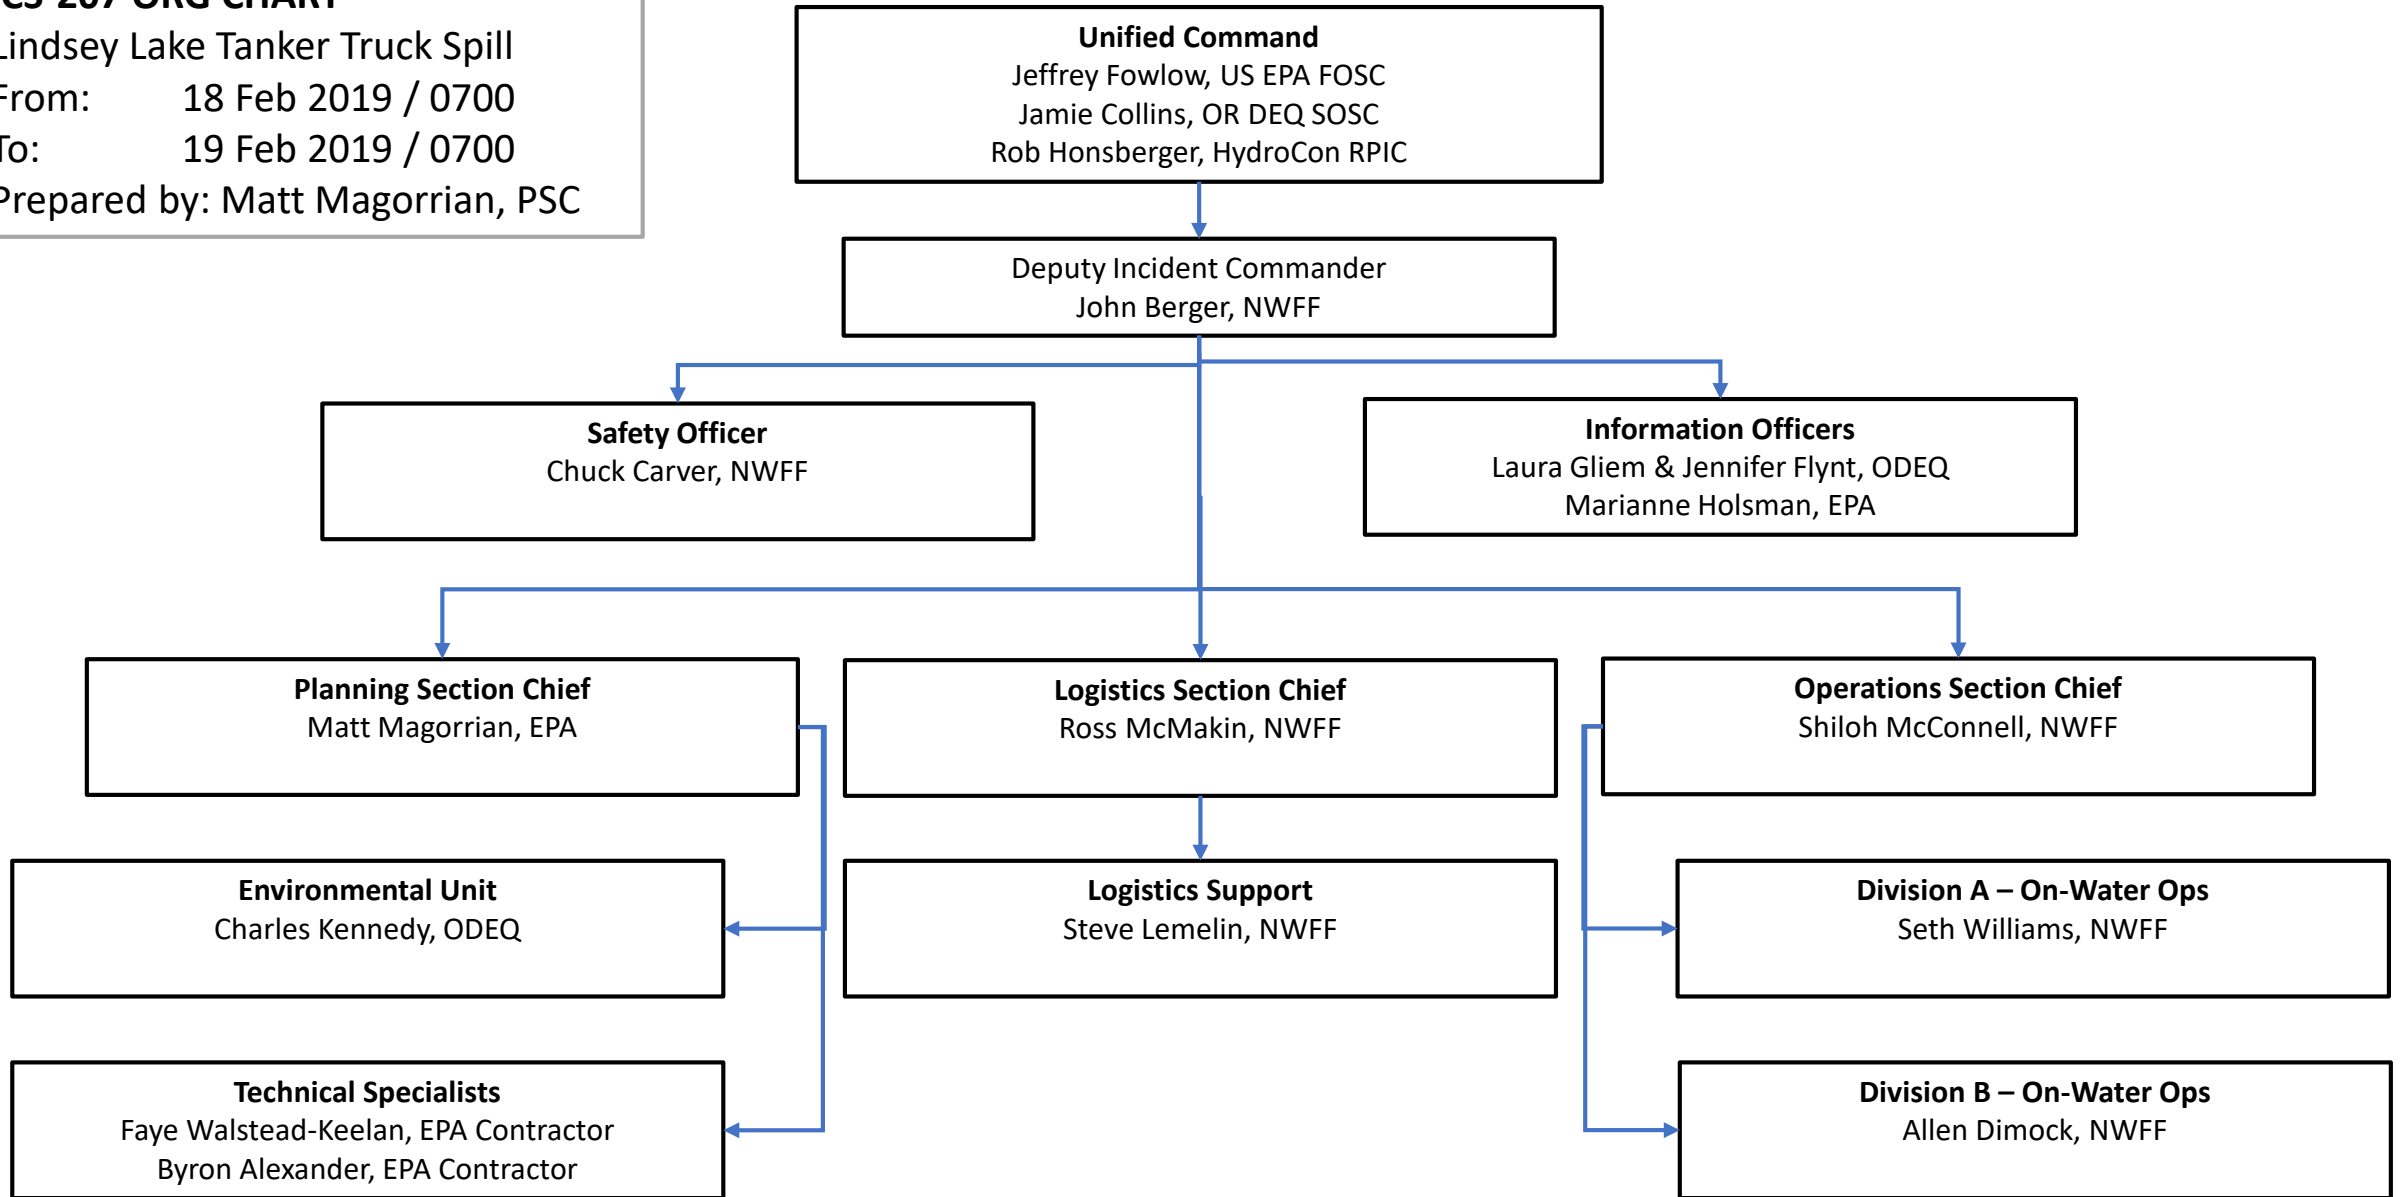 ICS-207 ORG CHART
Lindsey Lake Tanker Truck Spill
From: 18 Feb 2019 / 0700
To: 19 Feb 2019 / 0700
Prepared by: Matt Magorrian, PSC
Unified Command
Jeffrey Fowlow, US EPA FOSC
Jamie Collins, OR DEQ SOSC
Rob Honsberger, HydroCon RPIC
Deputy Incident Commander
John Berger, NWFF
Safety Officer
Chuck Carver, NWFF
Information Officers
Laura Gliem & Jennifer Flynt, ODEQ
Marianne Holsman, EPA
Planning Section Chief
Matt Magorrian, EPA
Logistics Section Chief
Ross McMakin, NWFF
Operations Section Chief
Shiloh McConnell, NWFF
Environmental Unit
Charles Kennedy, ODEQ
Logistics Support
Steve Lemelin, NWFF
Division A – On-Water Ops
Seth Williams, NWFF
Technical Specialists
Faye Walstead-Keelan, EPA Contractor
Byron Alexander, EPA Contractor
Division B – On-Water Ops
Allen Dimock, NWFF